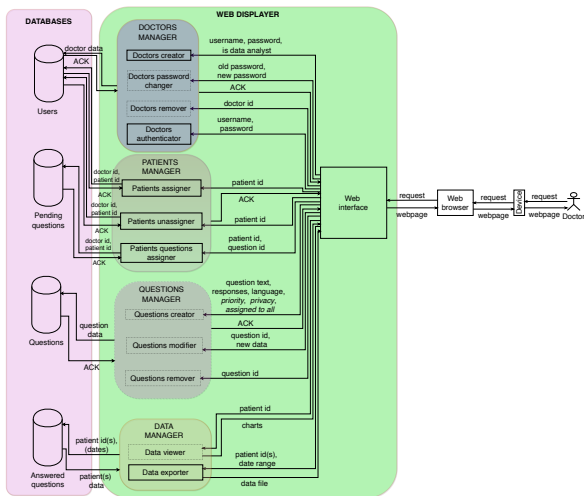 DATABASES
WEB DISPLAYER
DOCTORS
MANAGER
doctor data
ACK
Users
Doctors creator
Doctors password
changer
Doctors remover
Doctors
authenticator
username, password,
is data analyst
old password,
new password
ACK
doctor id
username,
password
PATIENTS
MANAGER
doctor id,
patient id
ACK
Patients assigner
patient id
ACK
doctor id,
patient id
ACK
Patients unassigner
patient id
doctor id,
patient id
ACK
Patients questions
assigner
patient id,
question id
Pending
questions
Web
interface
request
webpage
Web
browser
request
webpage
Device
request
webpage
Doctor
QUESTIONS
MANAGER
question text,
responses, language,
priority, privacy,
assigned to all
Questions creator
ACK
question
data
Questions modifier
question id,
new data
Questions
ACK
Questions remover
question id
DATA
MANAGER
patient id
charts
patient id(s),
(dates)
Data viewer
patient id(s),
date range
Data exporter
data file
Answered
questions
patient(s)
data